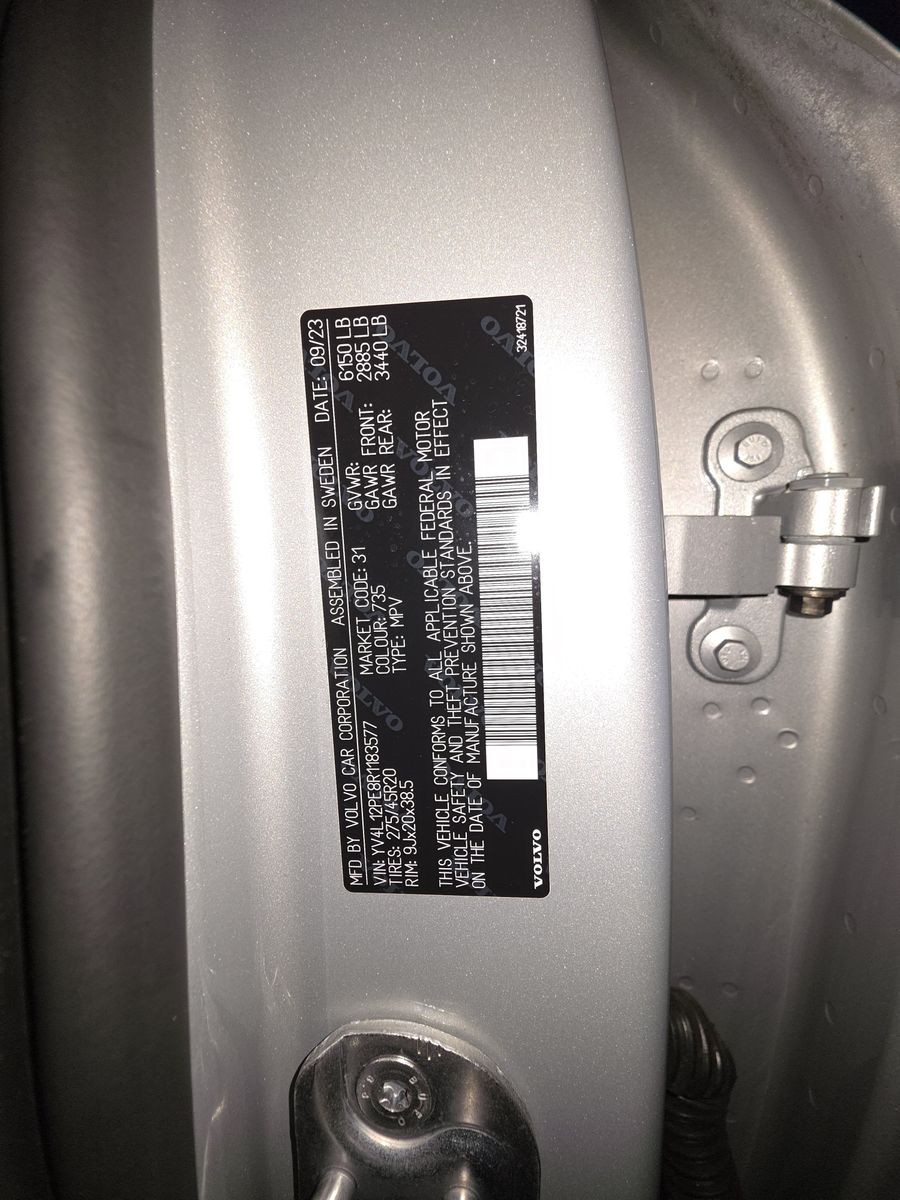 MFD BY VOLVO CAR CORPORATION ASSEMBLED IN SWEDEN DATE: 09/23
VIN: YV4L12PE8R1183577 MARKET CODE: 31 GVWR: 6150 LB
TIRES: 275/45R20 COLOUR: 735 GAWR FRONT: 2885 LB
RIM: 9Jx20x38.5 TYPE: MPV GAWR REAR: 3440 LB
THIS VEHICLE CONFORMS TO ALL APPLICABLE FEDERAL MOTOR
VEHICLE SAFETY AND THEFT PREVENTION STANDARDS IN EFFECT
ON THE DATE OF MANUFACTURE SHOWN ABOVE.
VOLVO 32418721